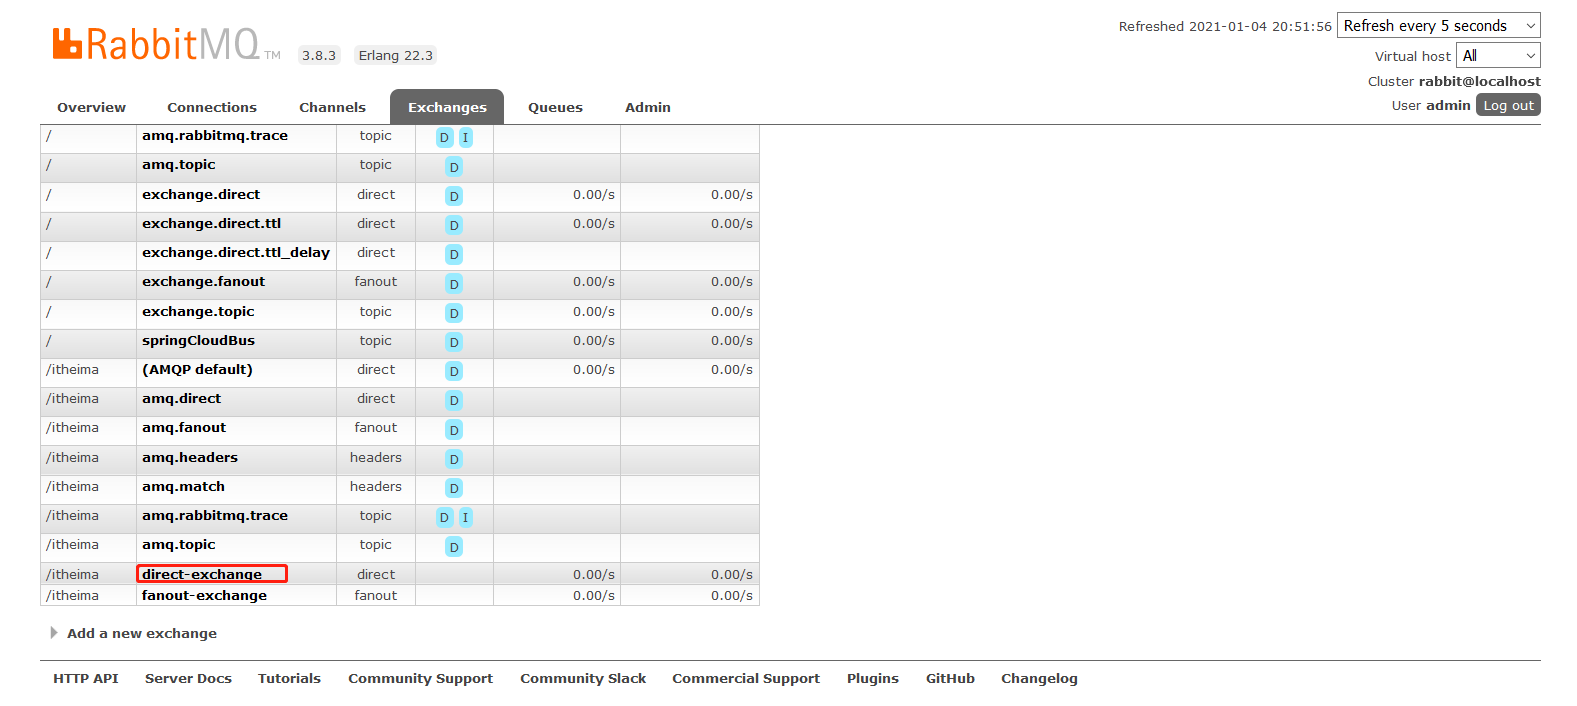 Refreshed 2021-01-04 20:51:56 Refresh every 5 seconds
RabbitMQ TM 3.8.3 Erlang 22.3
Virtual host All
Cluster rabbit@localhost
User admin Log out
Overview Connections Channels Exchanges Queues Admin
/ amq.rabbitmq.trace topic D I
/ amq.topic topic D
/ exchange.direct direct D 0.00/s 0.00/s
/ exchange.direct.ttl direct D 0.00/s 0.00/s
/ exchange.direct.ttl_delay direct D
/ exchange.fanout fanout D 0.00/s 0.00/s
/ exchange.topic topic D 0.00/s 0.00/s
/ springCloudBus topic D 0.00/s 0.00/s
/itheima (AMQP default) direct D 0.00/s 0.00/s
/itheima amq.direct direct D
/itheima amq.fanout fanout D
/itheima amq.headers headers D
/itheima amq.match headers D
/itheima amq.rabbitmq.trace topic D I
/itheima amq.topic topic D
/itheima direct-exchange direct 0.00/s 0.00/s
/itheima fanout-exchange fanout 0.00/s 0.00/s
Add a new exchange
HTTP API Server Docs Tutorials Community Support Community Slack Commercial Support Plugins GitHub Changelog